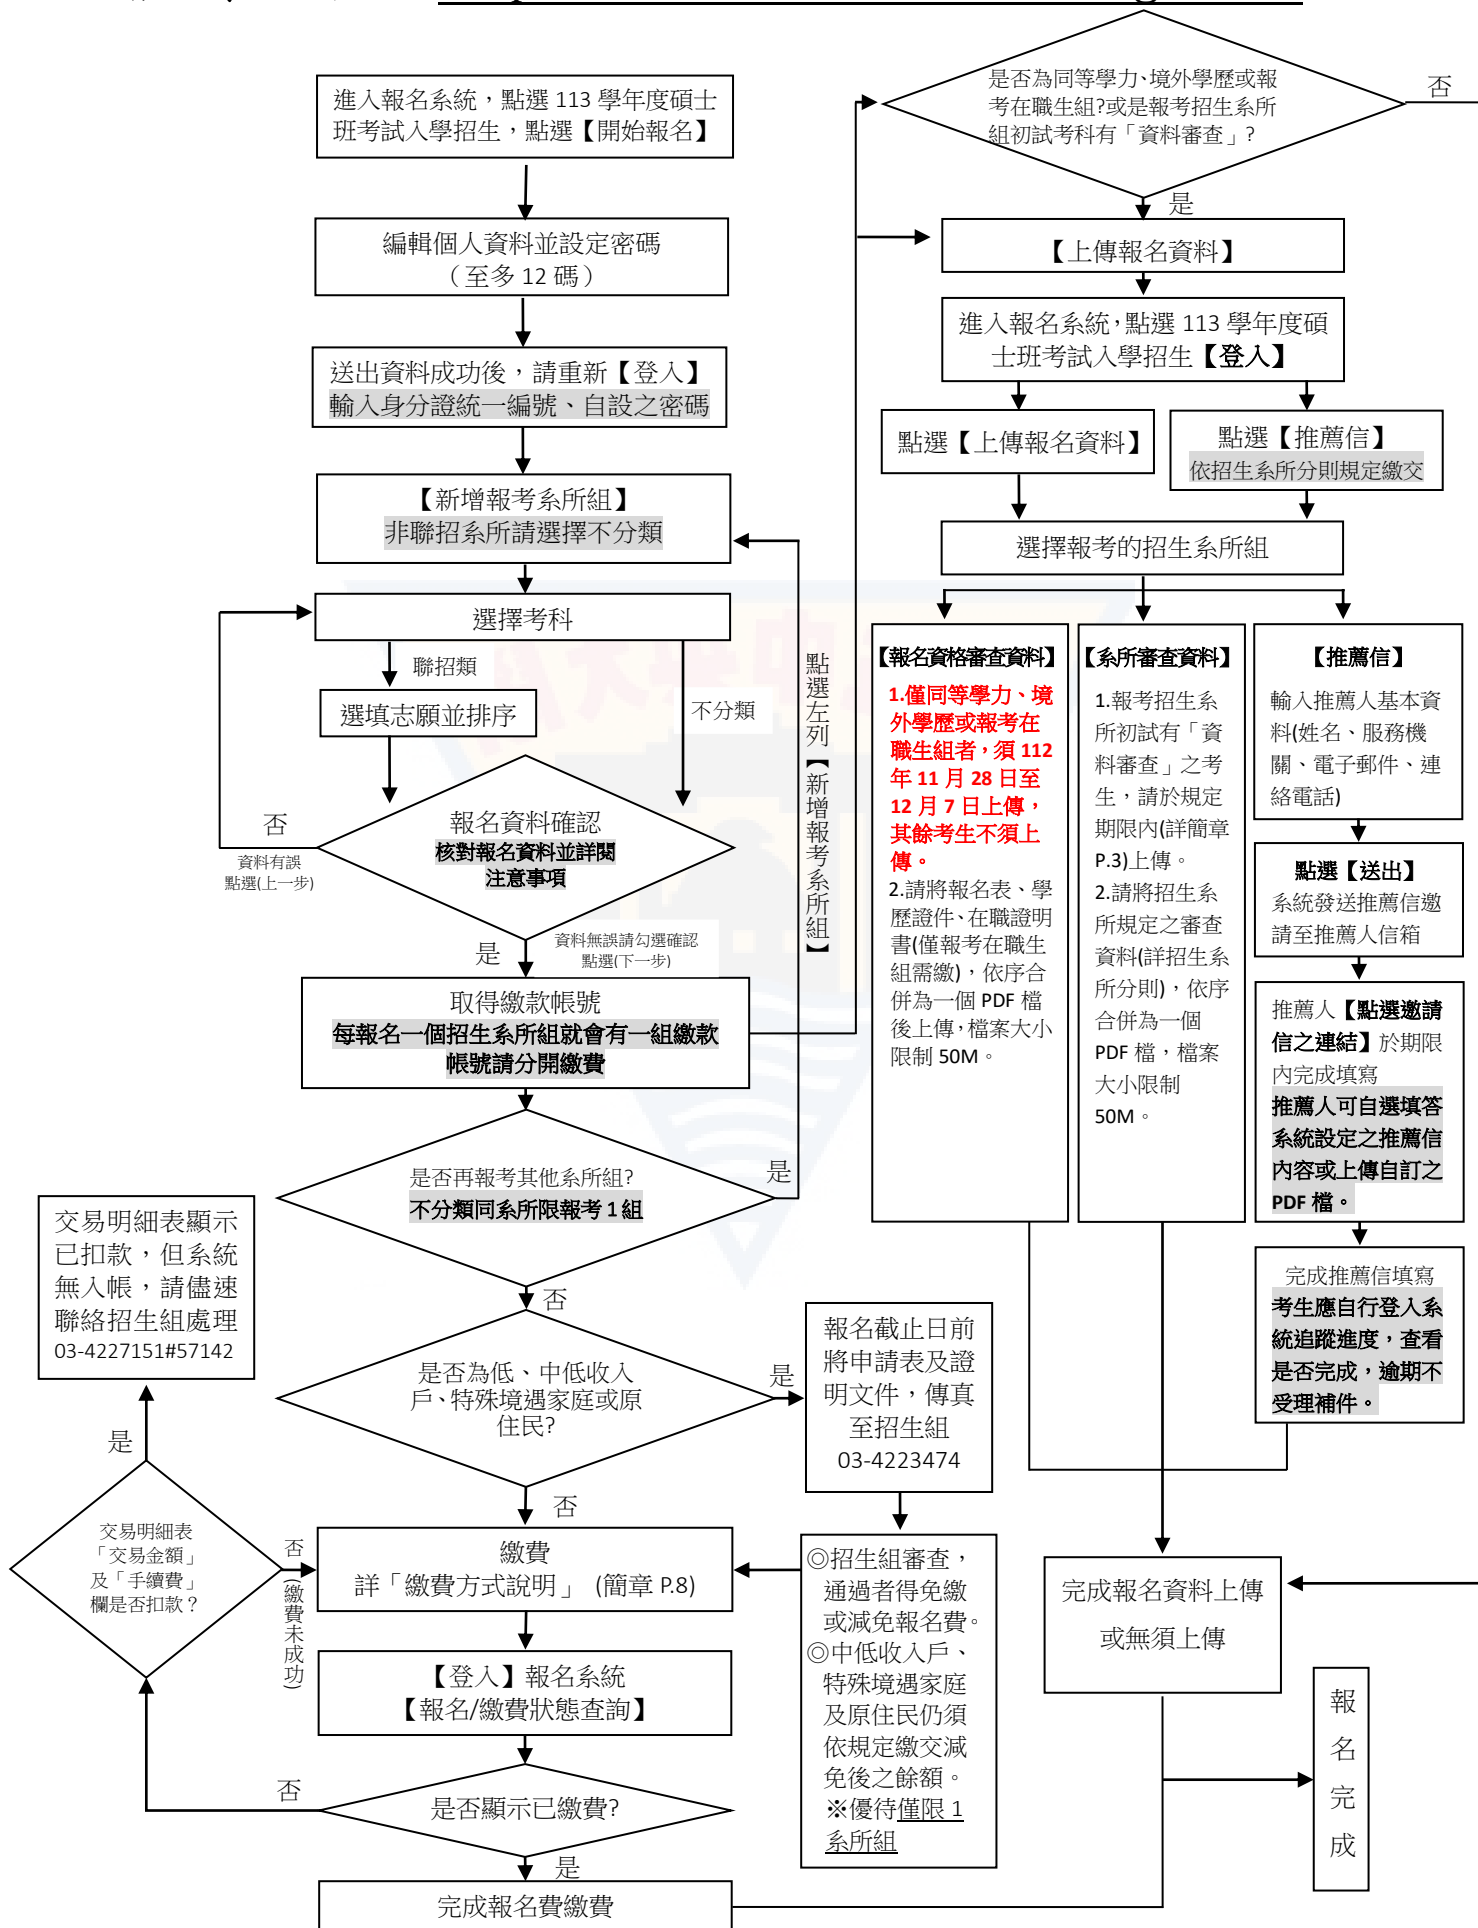 進入報名系統，點選 113 學年度碩士
班考試入學招生，點選【開始報名】
編輯個人資料並設定密碼
（至多 12 碼）
送出資料成功後，請重新【登入】
輸入身分證統一編號、自設之密碼
【新增報考系所組】
非聯招系所請選擇不分類
選擇考科
聯招類
不分類
選填志願並排序
報名資料確認
核對報名資料並詳閱
注意事項
否
資料有誤
點選(上一步)
是
資料無誤請勾選確認
點選(下一步)
取得繳款帳號
每報名一個招生系所組就會有一組繳款
帳號請分開繳費
是否再報考其他系所組?
不分類同系所限報考 1 組
是
點選左列【新增報考系所組】
否
是否為低、中低收入
戶、特殊境遇家庭或原
住民?
是
報名截止日前
將申請表及證
明文件，傳真
至招生組
03-4223474
◎招生組審查，
通過者得免繳
或減免報名費。
◎中低收入戶、
特殊境遇家庭
及原住民仍須
依規定繳交減
免後之餘額。
※優待僅限 1
系所組
否
繳費
詳「繳費方式說明」 (簡章 P.8)
【登入】報名系統
【報名/繳費狀態查詢】
是否顯示已繳費?
否
是
完成報名費繳費
交易明細表
「交易金額」
及「手續費」
欄是否扣款？
否(繳費未成功)
是
交易明細表顯示
已扣款，但系統
無入帳，請儘速
聯絡招生組處理
03-4227151#57142
是否為同等學力、境外學歷或報
考在職生組?或是報考招生系所
組初試考科有「資料審查」?
否
是
【上傳報名資料】
進入報名系統，點選 113 學年度碩
士班考試入學招生【登入】
點選【上傳報名資料】
點選【推薦信】
依招生系所分則規定繳交
選擇報考的招生系所組
【報名資格審查資料】
1.僅同等學力、境
外學歷或報考在
職生組者，須 112
年 11 月 28 日至
12 月 7 日上傳，
其餘考生不須上
傳。
2.請將報名表、學
歷證件、在職證明
書(僅報考在職生
組需繳)，依序合
併為一個 PDF 檔
後上傳，檔案大小
限制 50M。
【系所審查資料】
1.報考招生系
所初試有「資
料審查」之考
生，請於規定
期限內(詳簡章
P.3)上傳。
2.請將招生系
所規定之審查
資料(詳招生系
所分則)，依序
合併為一個
PDF 檔，檔案
大小限制
50M。
【推薦信】
輸入推薦人基本資
料(姓名、服務機
關、電子郵件、連
絡電話)
點選【送出】
系統發送推薦信邀
請至推薦人信箱
推薦人【點選邀請
信之連結】於期限
內完成填寫
推薦人可自選填答
系統設定之推薦信
內容或上傳自訂之
PDF 檔。
完成推薦信填寫
考生應自行登入系
統追蹤進度，查看
是否完成，逾期不
受理補件。
完成報名資料上傳
或無須上傳
報名完成